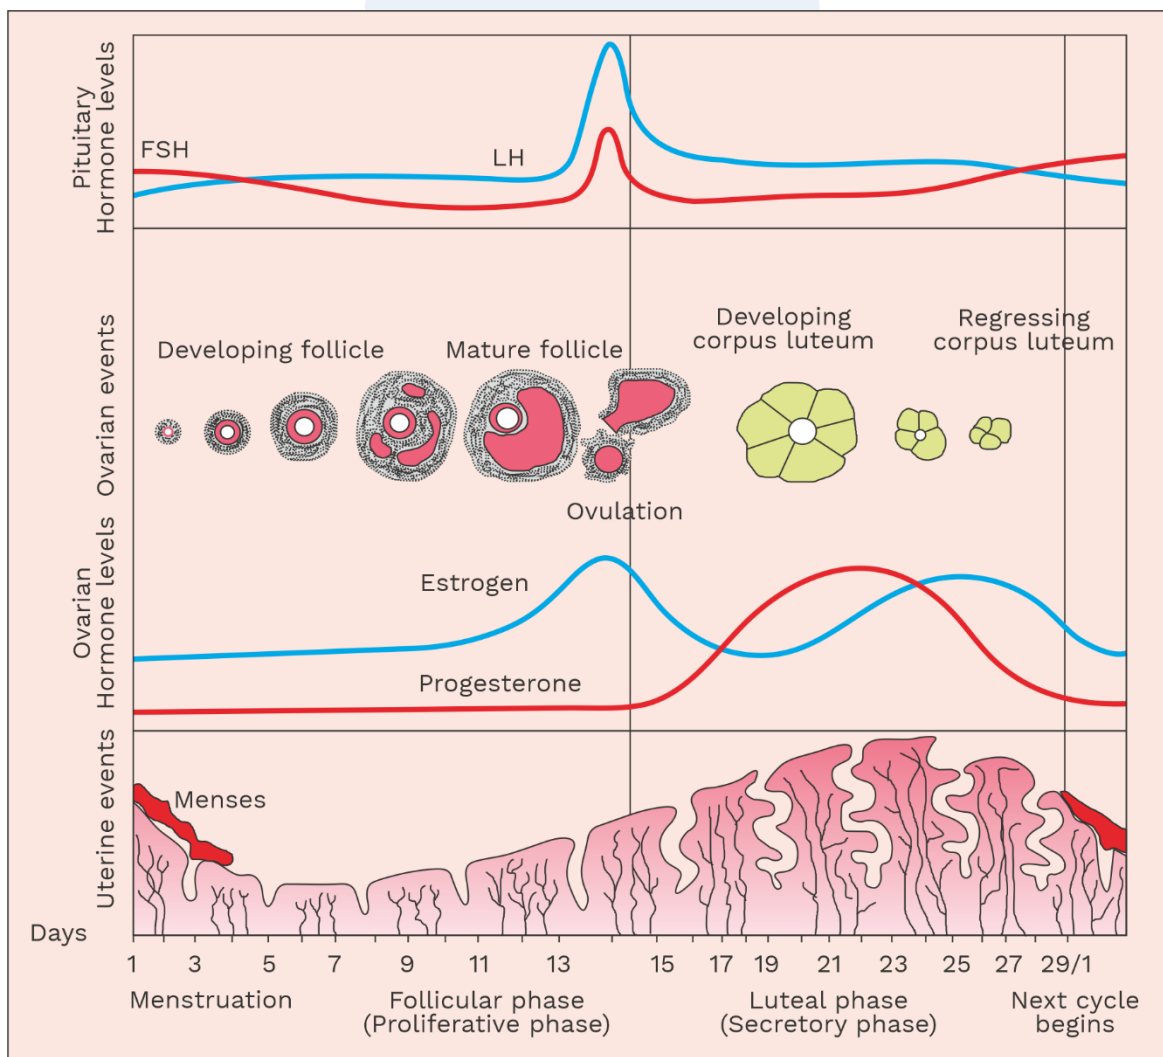 Pituitary
Hormone levels
FSH
LH
Ovarian events
Developing follicle
Mature follicle
Ovulation
Developing
corpus luteum
Regressing
corpus luteum
Ovarian
Hormone levels
Estrogen
Progesterone
Uterine events
Menses
Days
1 3 5 7 9 11 13 15 17 19 21 23 25 27 29/1
Menstruation
Follicular phase
(Proliferative phase)
Luteal phase
(Secretory phase)
Next cycle
begins